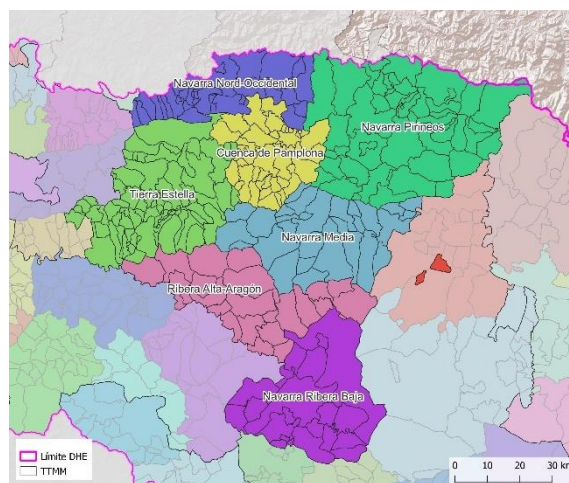 Navarra Nord-Occidental
Navarra Pirineos
Cuenca de Pamplona
Tierra Estella
Navarra Media
Ribera Alta-Aragon
Navarra Ribera Baja
Límite DHE
TTMM
0 10 20 30 km